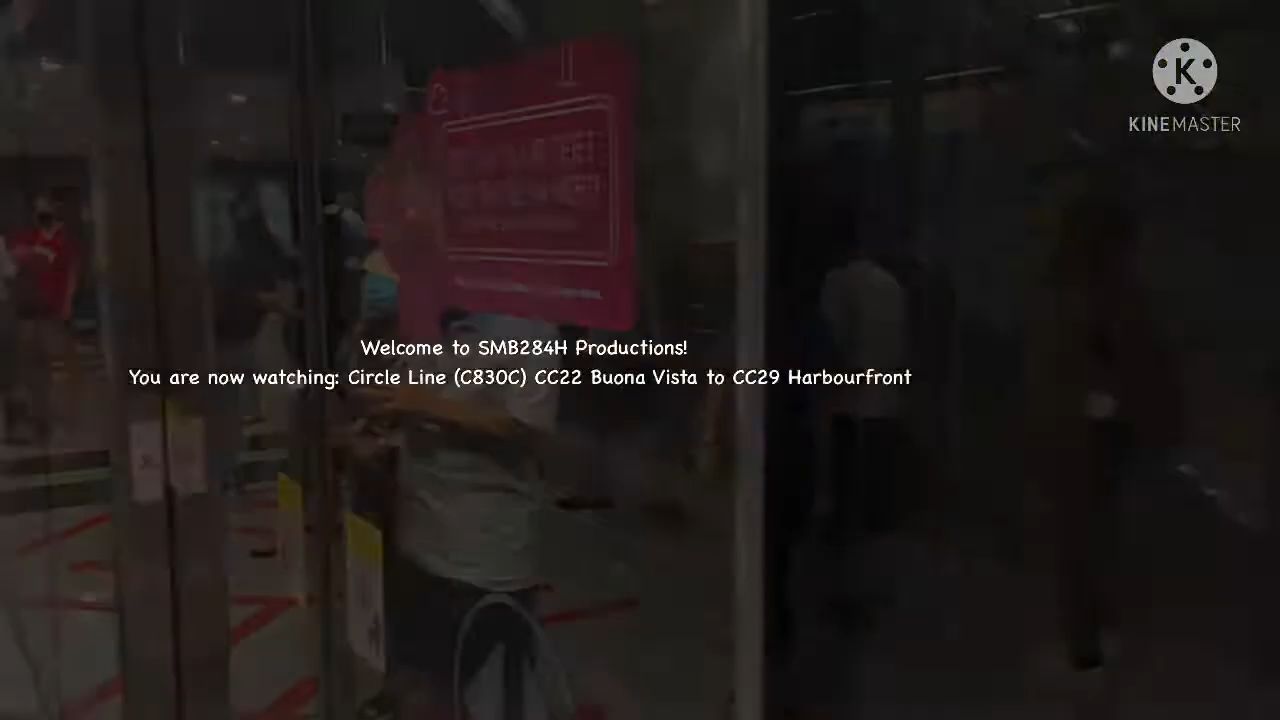 KINEMASTER
Welcome to SMB284H Productions!
You are now watching: Circle Line (C830C) CC22 Buona Vista to CC29 Harbourfront